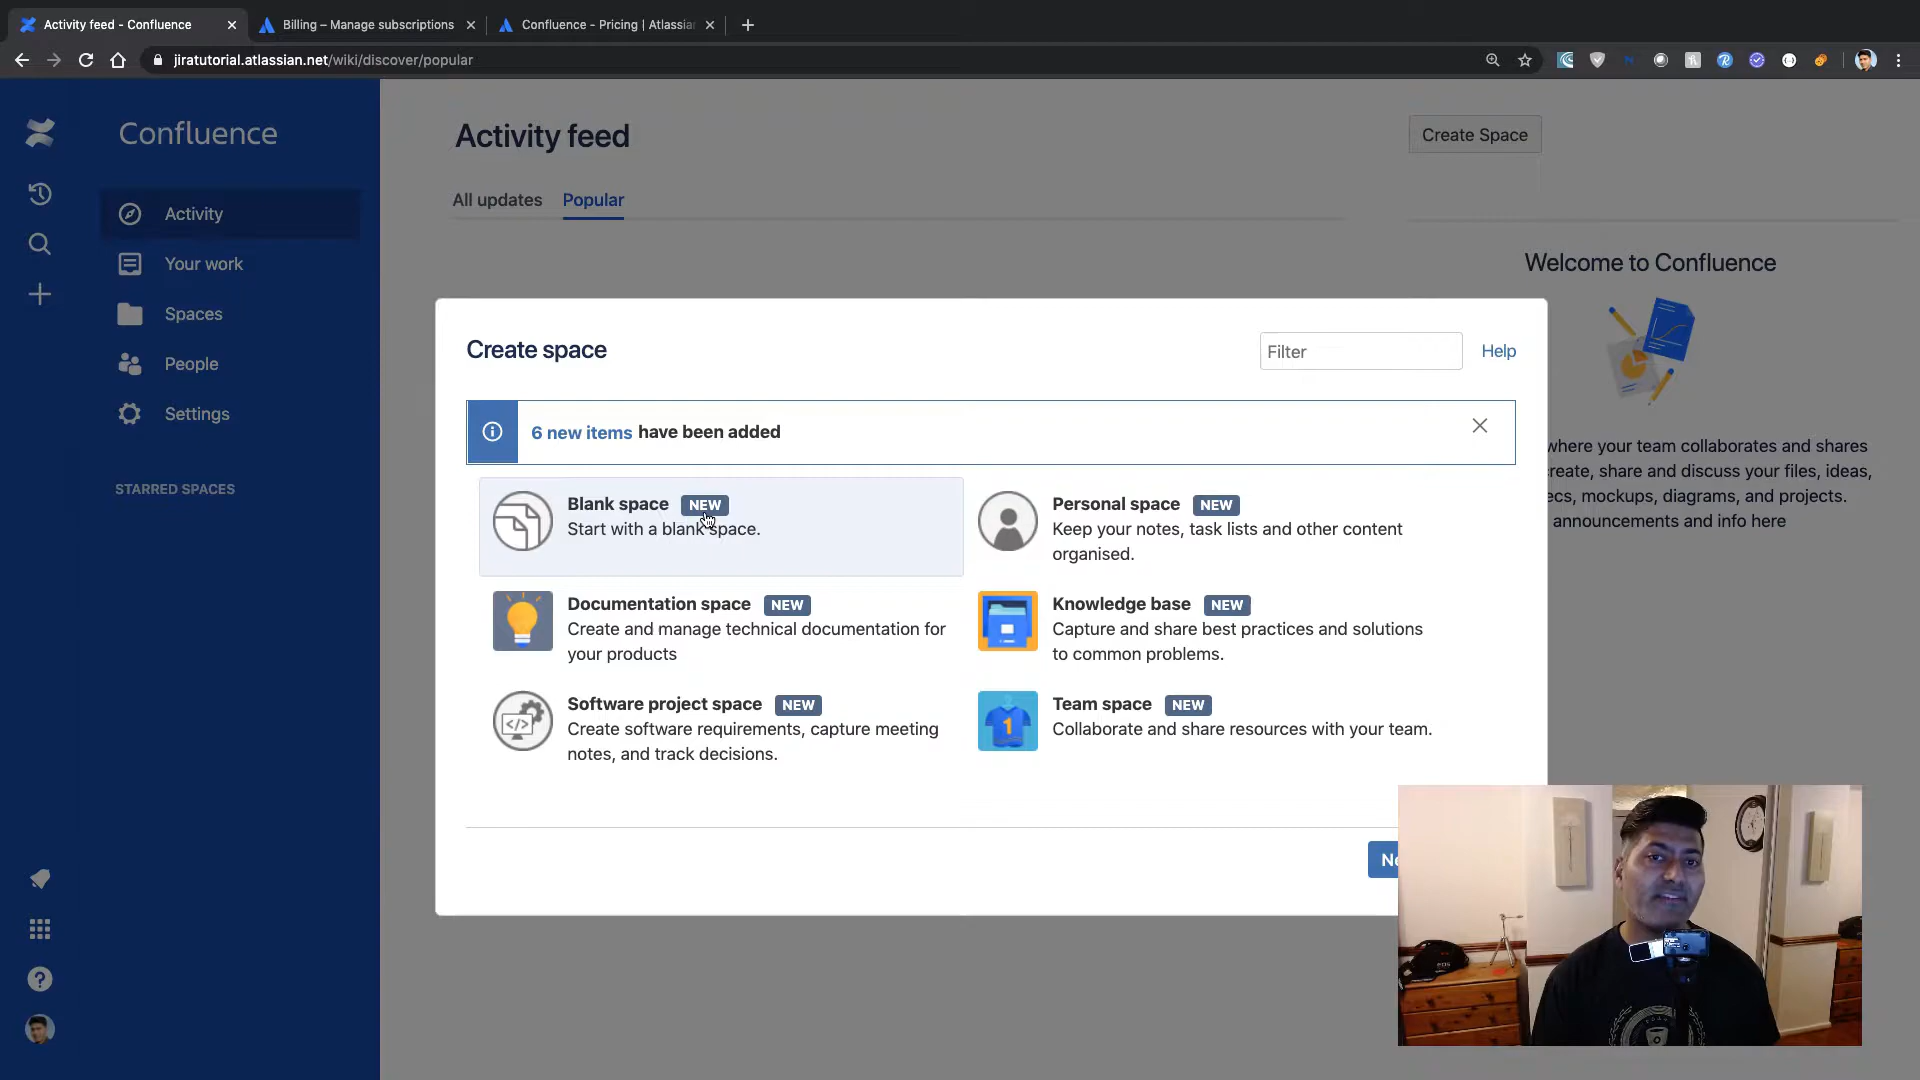 Activity feed - Confluence
Billing – Manage subscriptions
Confluence - Pricing | Atlassian
jiratutorial.atlassian.net/wiki/discover/popular
Confluence
Activity
Your work
Spaces
People
Settings
STARRED SPACES
Activity feed
Create Space
All updates
Popular
Welcome to Confluence
where your team collaborates and shares
create, share and discuss your files, ideas,
ecs, mockups, diagrams, and projects.
announcements and info here
Create space
Filter
Help
6 new items have been added
Blank space NEW
Start with a blank space.
Personal space NEW
Keep your notes, task lists and other content
organised.
Documentation space NEW
Create and manage technical documentation for
your products
Knowledge base NEW
Capture and share best practices and solutions
to common problems.
Software project space NEW
Create software requirements, capture meeting
notes, and track decisions.
Team space NEW
Collaborate and share resources with your team.
1
Ne